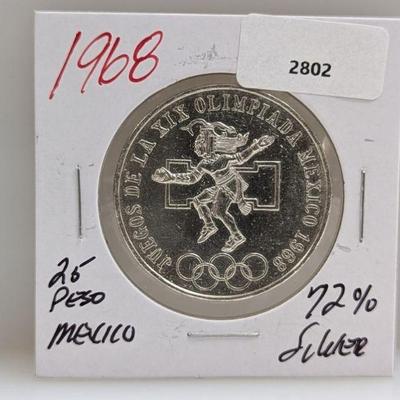 1968
2802
JUEGOS DE LA XIX OLIMPIADA MEXICO 1968
25
PESO
MEXICO
72%
Silver